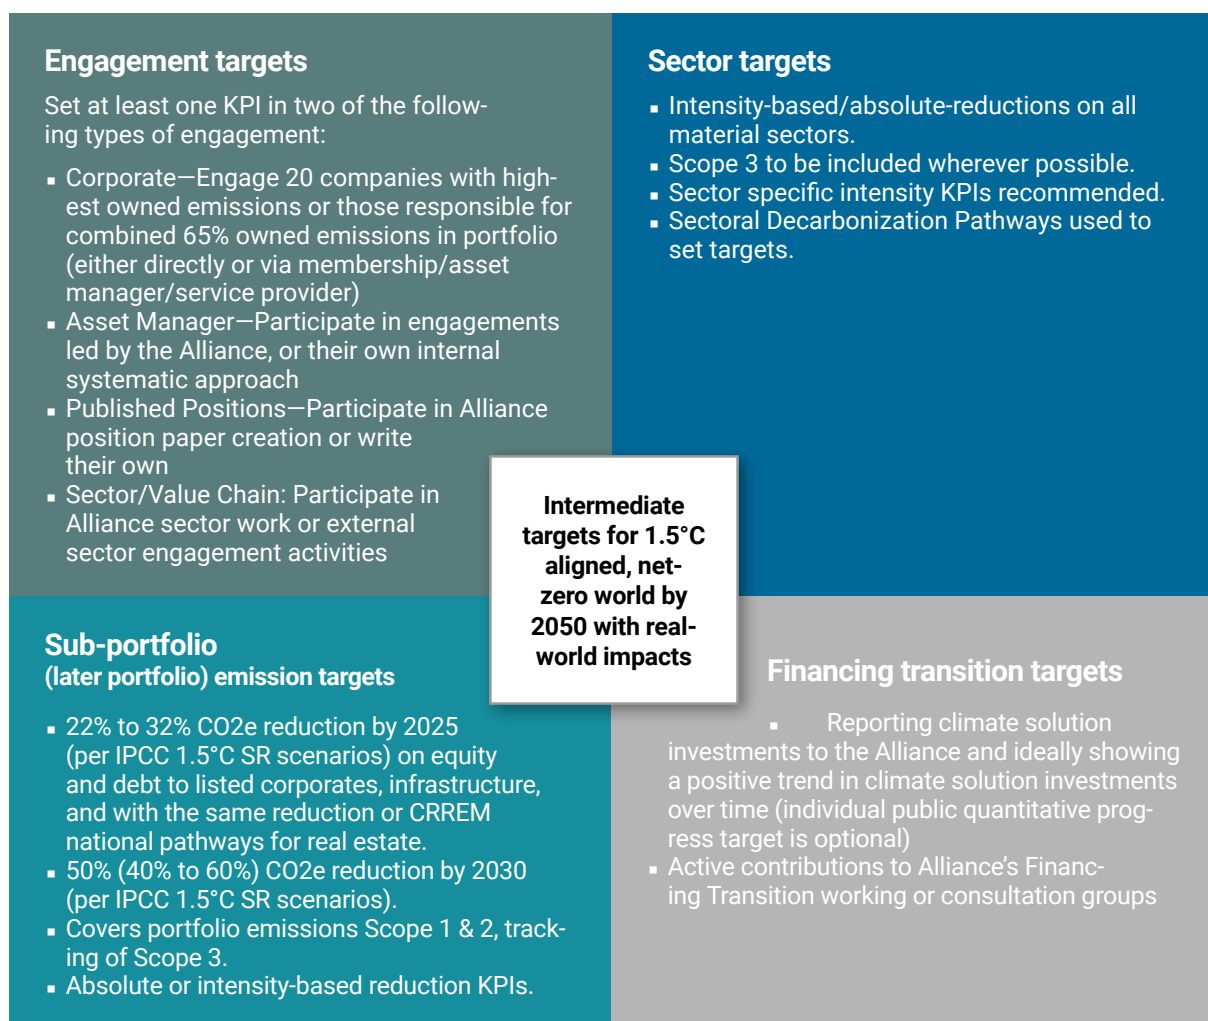 Engagement targets
Set at least one KPI in two of the follow-
ing types of engagement:
▪ Corporate—Engage 20 companies with high-
est owned emissions or those responsible for
combined 65% owned emissions in portfolio
(either directly or via membership/asset
manager/service provider)
▪ Asset Manager—Participate in engagements
led by the Alliance, or their own internal
systematic approach
▪ Published Positions—Participate in Alliance
position paper creation or write
their own
▪ Sector/Value Chain: Participate in
Alliance sector work or external
sector engagement activities
Sector targets
▪ Intensity-based/absolute-reductions on all
material sectors.
▪ Scope 3 to be included wherever possible.
▪ Sector specific intensity KPIs recommended.
▪ Sectoral Decarbonization Pathways used to
set targets.
Intermediate
targets for 1.5°C
aligned, net-
zero world by
2050 with real-
world impacts
Sub-portfolio
(later portfolio) emission targets
▪ 22% to 32% CO2e reduction by 2025
(per IPCC 1.5°C SR scenarios) on equity
and debt to listed corporates, infrastructure,
and with the same reduction or CRREM
national pathways for real estate.
▪ 50% (40% to 60%) CO2e reduction by 2030
(per IPCC 1.5°C SR scenarios).
▪ Covers portfolio emissions Scope 1 & 2, track-
ing of Scope 3.
▪ Absolute or intensity-based reduction KPIs.
Financing transition targets
▪ Reporting climate solution
investments to the Alliance and ideally showing
a positive trend in climate solution investments
over time (individual public quantitative prog-
ress target is optional)
▪ Active contributions to Alliance's Financ-
ing Transition working or consultation groups